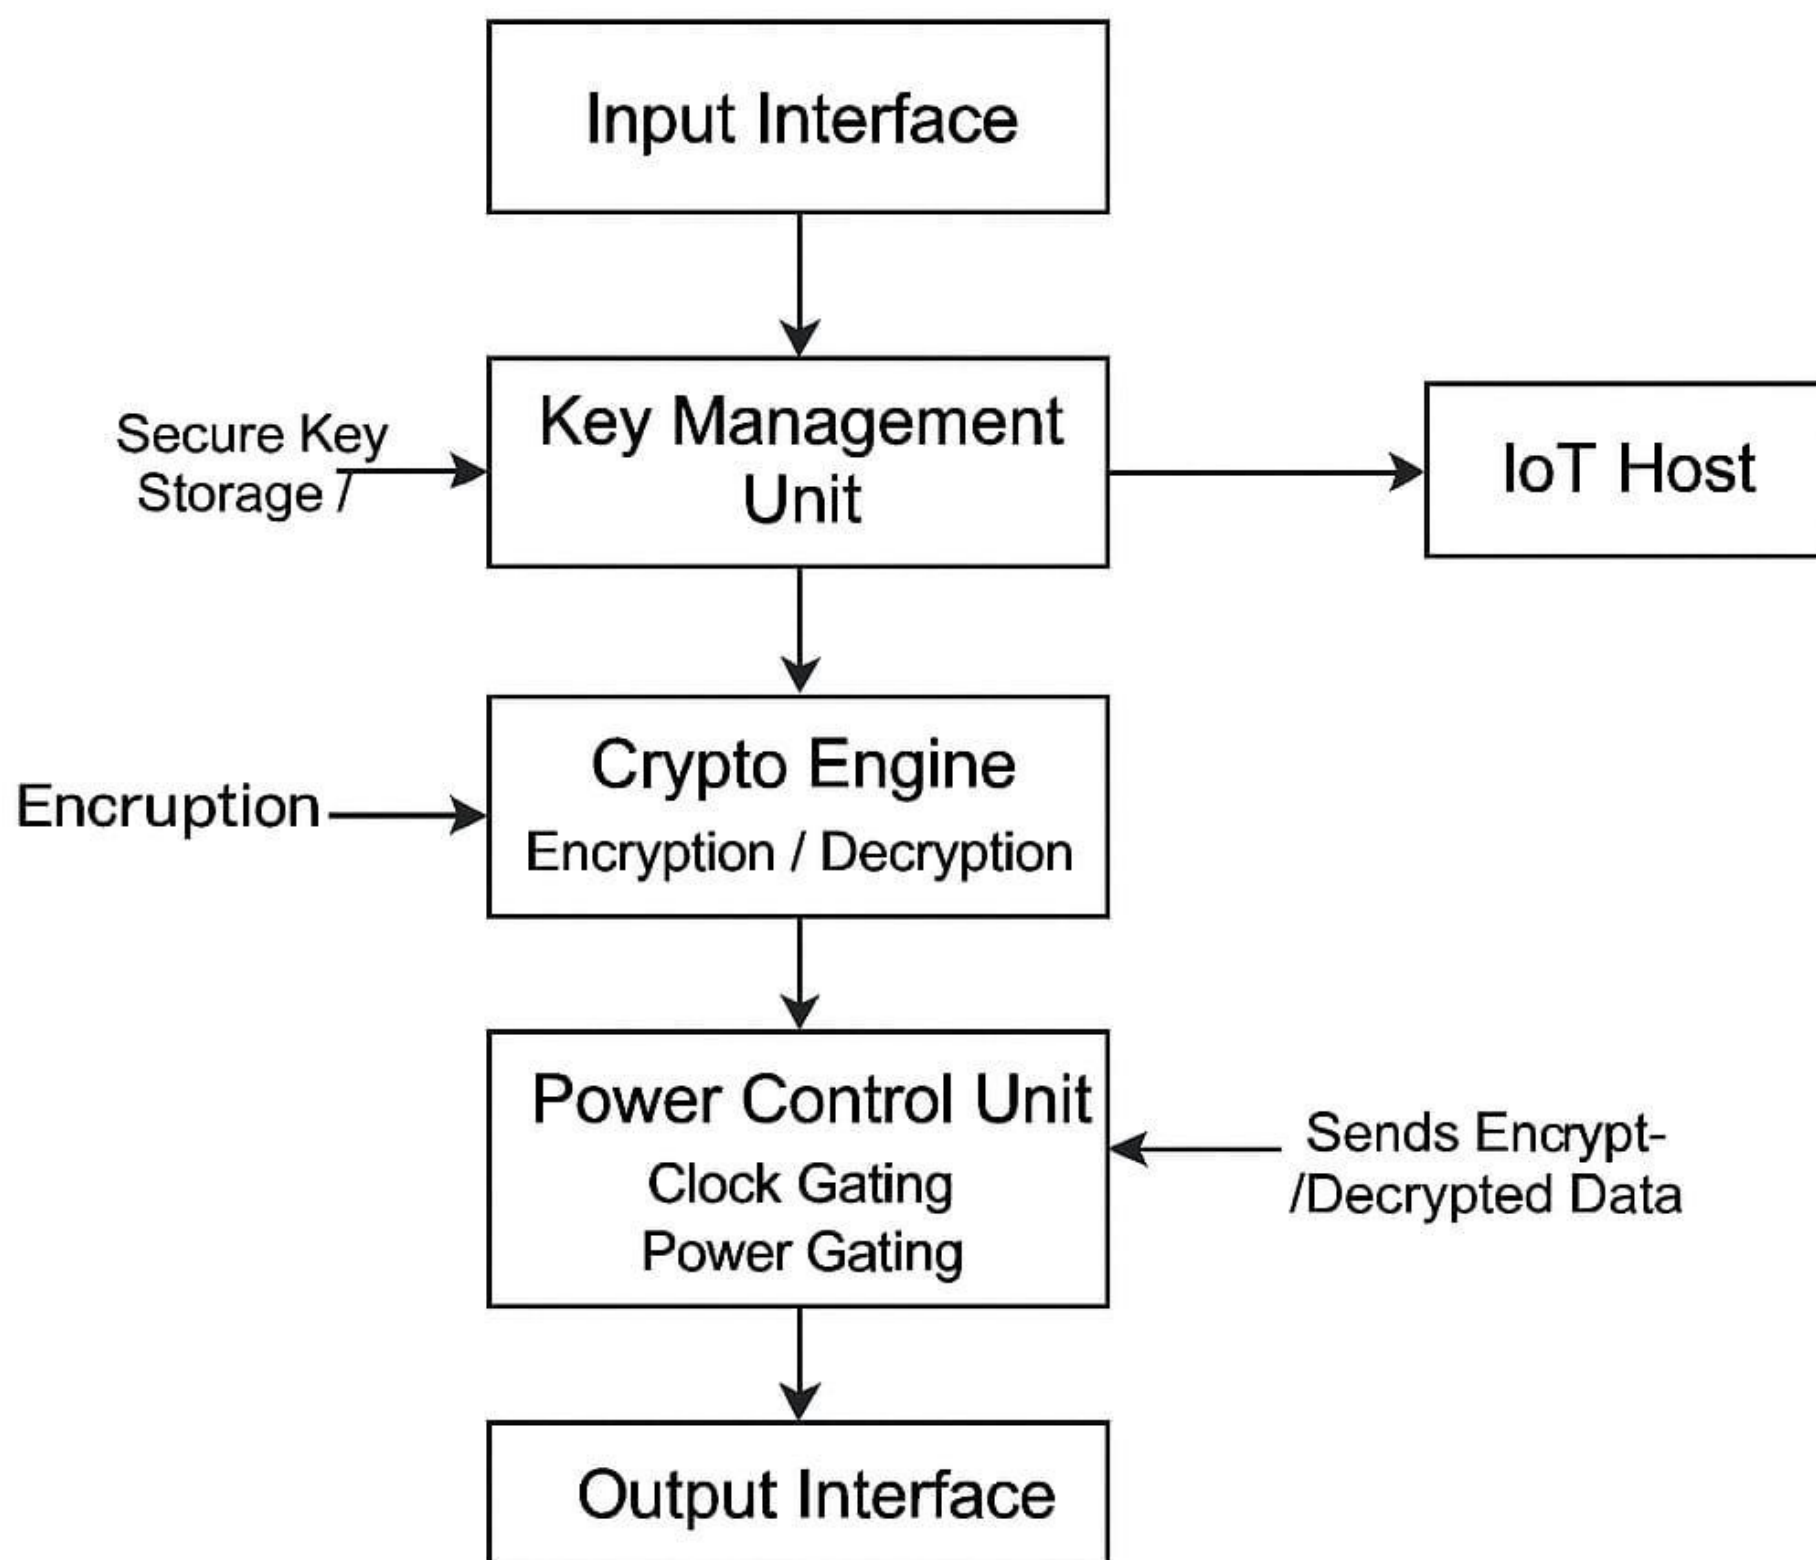 Input Interface
Secure Key
Storage /
Key Management
Unit
IoT Host
Encruption
Crypto Engine
Encryption / Decryption
Power Control Unit
Clock Gating
Power Gating
Sends Encrypt-
/Decrypted Data
Output Interface